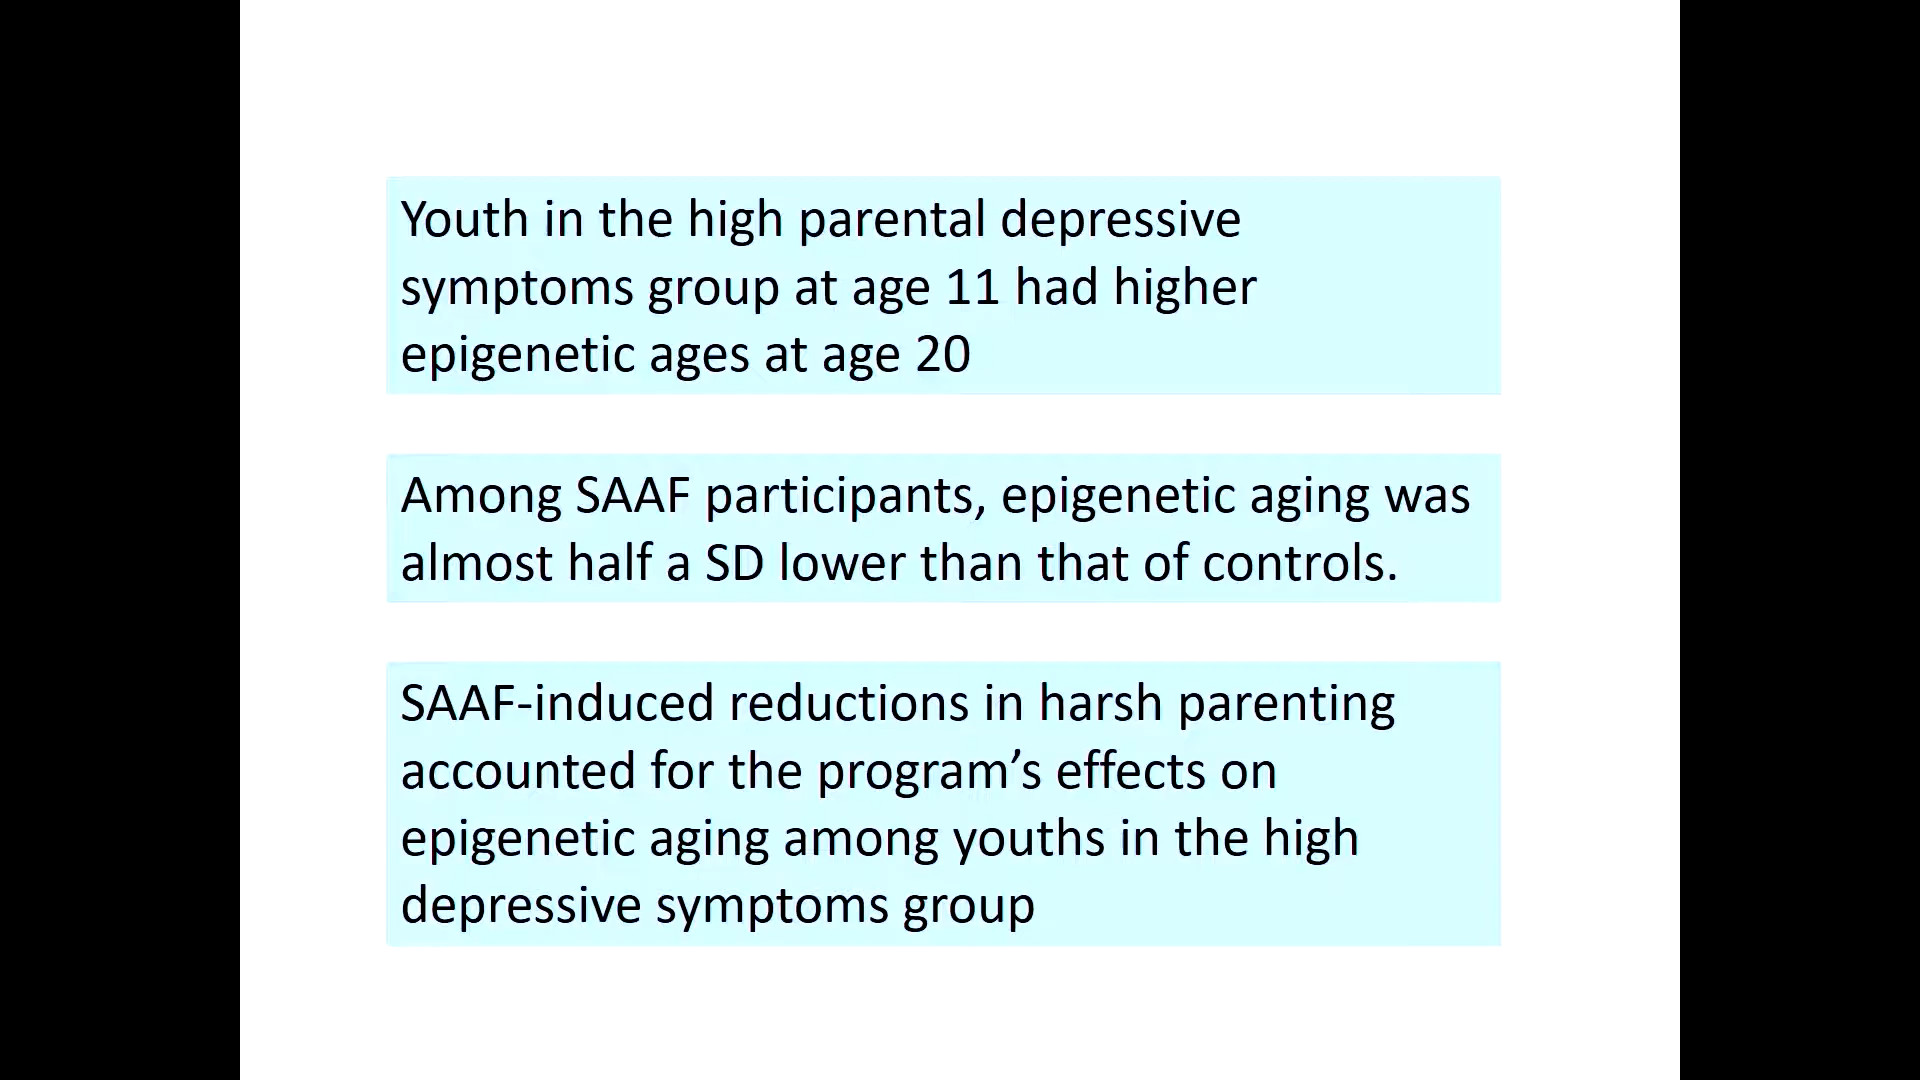 Youth in the high parental depressive
symptoms group at age 11 had higher
epigenetic ages at age 20
Among SAAF participants, epigenetic aging was
almost half a SD lower than that of controls.
SAAF-induced reductions in harsh parenting
accounted for the program’s effects on
epigenetic aging among youths in the high
depressive symptoms group